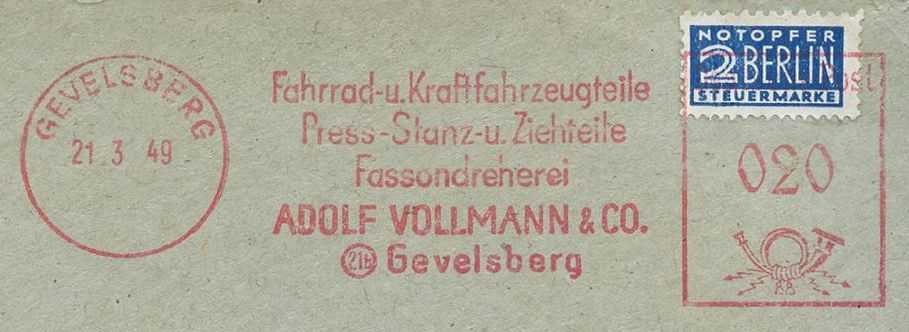 GEVELSBERG
21. 3 49
Fahrrad-u. Kraftfahrzeugteile
Press-Stanz-u. Ziehteile
Fassondreherei
ADOLF VOLLMANN & CO.
21b Gevelsberg
NOTOPFER
2 BERLIN
STEUERMARKE
020